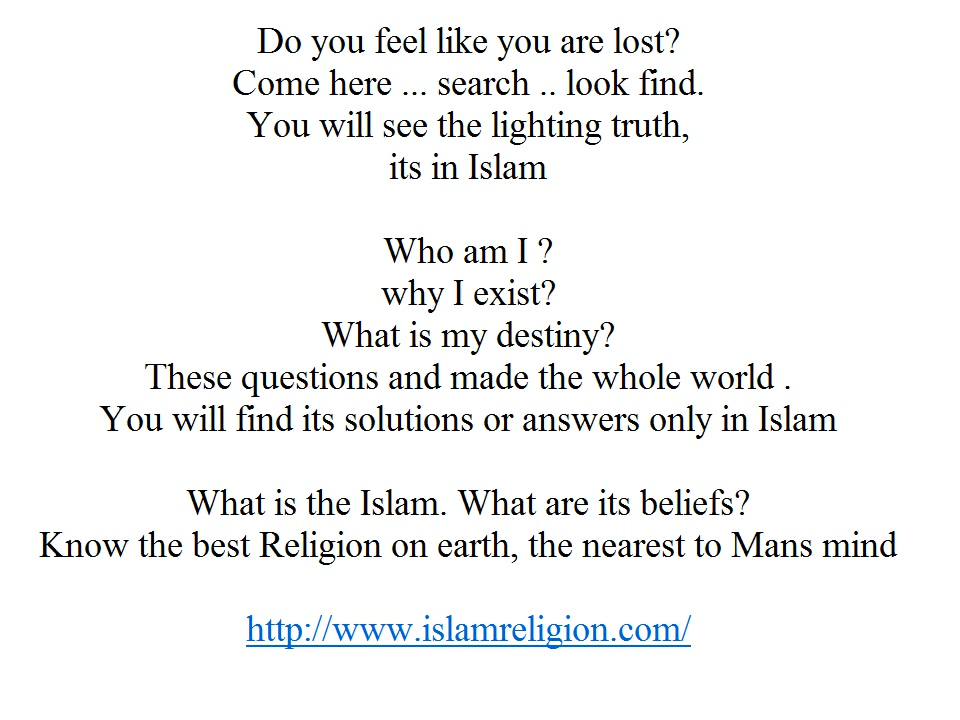 Do you feel like you are lost?
Come here ... search .. look find.
You will see the lighting truth,
its in Islam
Who am I ?
why I exist?
What is my destiny?
These questions and made the whole world .
You will find its solutions or answers only in Islam
What is the Islam. What are its beliefs?
Know the best Religion on earth, the nearest to Mans mind
http://www.islamreligion.com/